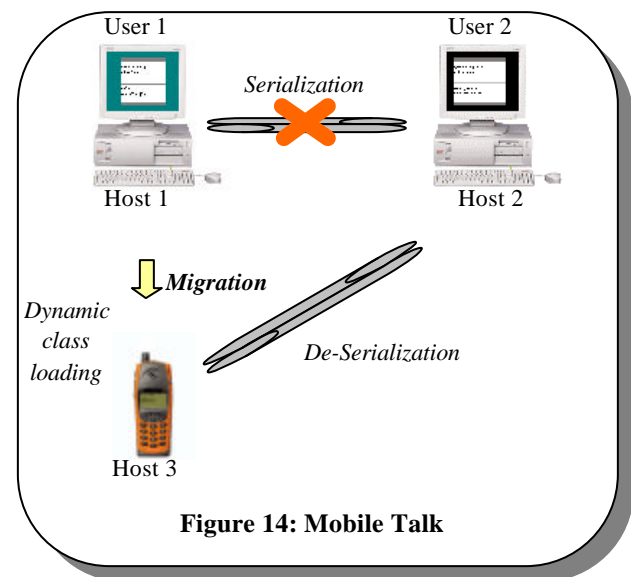 User 1
User 2
Serialization
Host 1
Host 2
Migration
Dynamic
class
loading
De-Serialization
Host 3
Figure 14: Mobile Talk